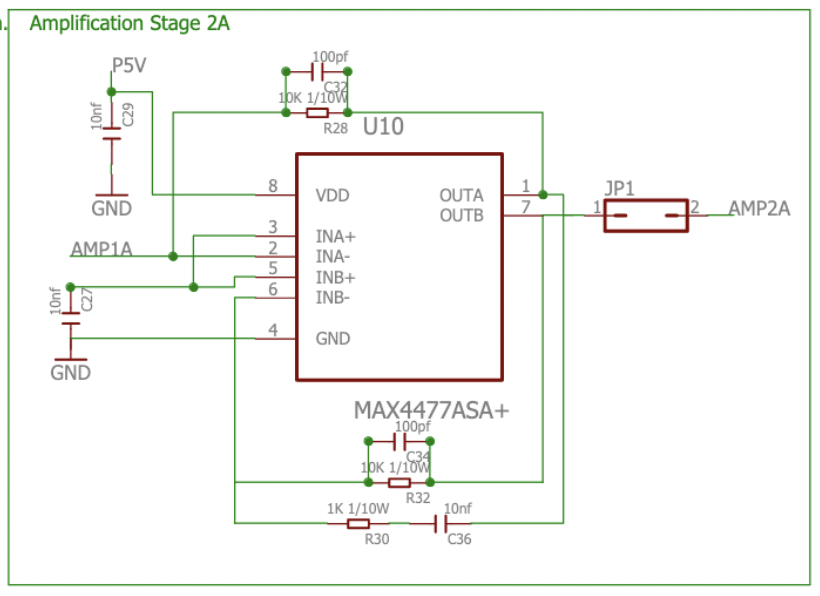 Amplification Stage 2A
P5V
100pf
C32
10K 1/10W
R28
U10
10nf
C29
GND
8
VDD
OUTA
1
OUTB
7
JP1
1
2
AMP2A
3
INA+
AMP1A
2
INA-
5
INB+
6
INB-
10nf
C27
4
GND
GND
MAX4477ASA+
100pf
C34
10K 1/10W
R32
1K 1/10W
10nf
R30
C36